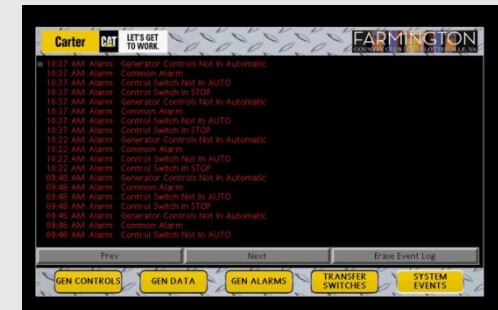 Carter CAT LET'S GET TO WORK. FARMINGTON
COUNTRY CLUB CHARLOTTESVILLE, VA
10:37 AM Alarm Generator Controls Not In Automatic
10:37 AM Alarm Common Alarm
10:37 AM Alarm Control Switch Not In AUTO
10:37 AM Alarm Control Switch In STOP
10:37 AM Alarm Generator Controls Not In Automatic
10:37 AM Alarm Common Alarm
10:37 AM Alarm Control Switch Not In AUTO
10:37 AM Alarm Control Switch In STOP
10:22 AM Alarm Generator Controls Not In Automatic
10:22 AM Alarm Common Alarm
10:22 AM Alarm Control Switch Not In AUTO
10:22 AM Alarm Control Switch In STOP
09:48 AM Alarm Generator Controls Not In Automatic
09:48 AM Alarm Common Alarm
09:48 AM Alarm Control Switch Not In AUTO
09:48 AM Alarm Control Switch In STOP
09:46 AM Alarm Generator Controls Not In Automatic
09:46 AM Alarm Common Alarm
09:46 AM Alarm Control Switch Not In AUTO
Prev Next Erase Event Log
GEN CONTROLS GEN DATA GEN ALARMS TRANSFER SWITCHES SYSTEM EVENTS